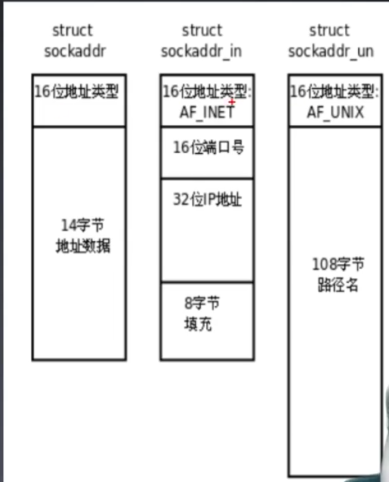 struct
sockaddr
16位地址类型
14字节
地址数据
struct
sockaddr_in
16位地址类型:
AF_INET
16位端口号
32位IP地址
8字节
填充
struct
sockaddr_un
16位地址类型:
AF_UNIX
108字节
路径名